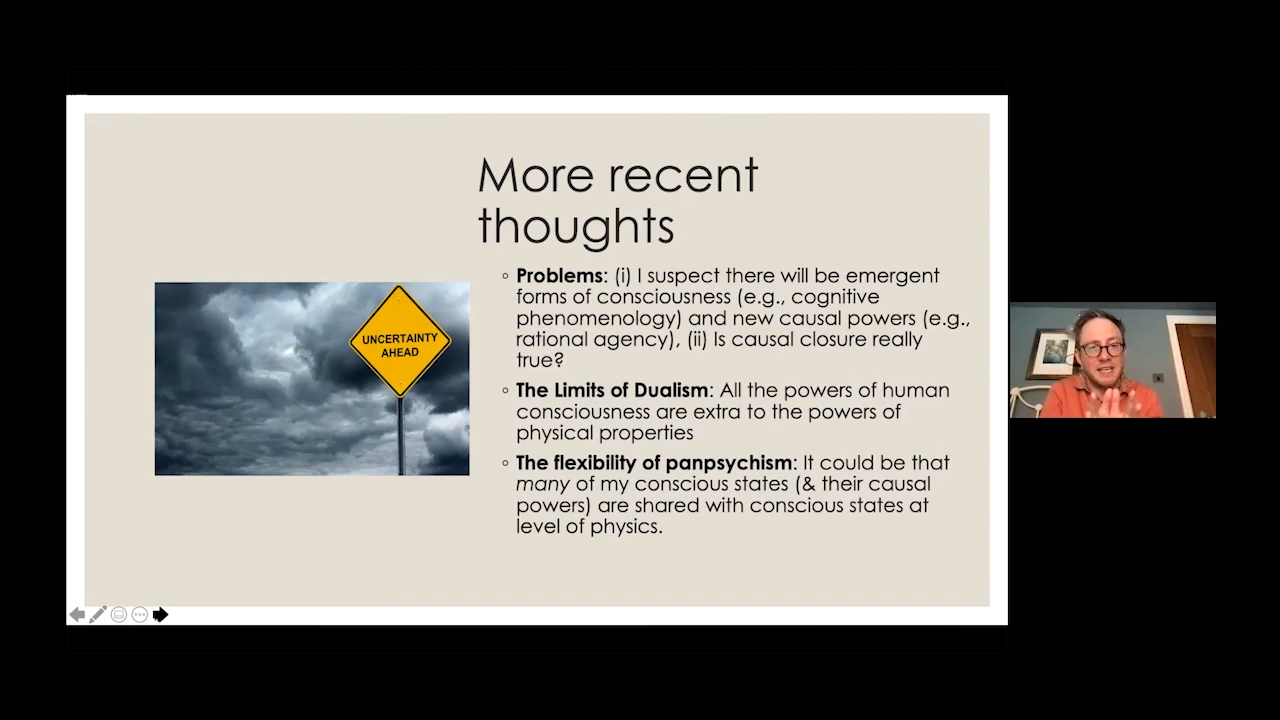 More recent
thoughts
UNCERTAINTY
AHEAD
◦ Problems: (i) I suspect there will be emergent
forms of consciousness (e.g., cognitive
phenomenology) and new causal powers (e.g.,
rational agency), (ii) Is causal closure really
true?
◦ The Limits of Dualism: All the powers of human
consciousness are extra to the powers of
physical properties
◦ The flexibility of panpsychism: It could be that
many of my conscious states (& their causal
powers) are shared with conscious states at
level of physics.